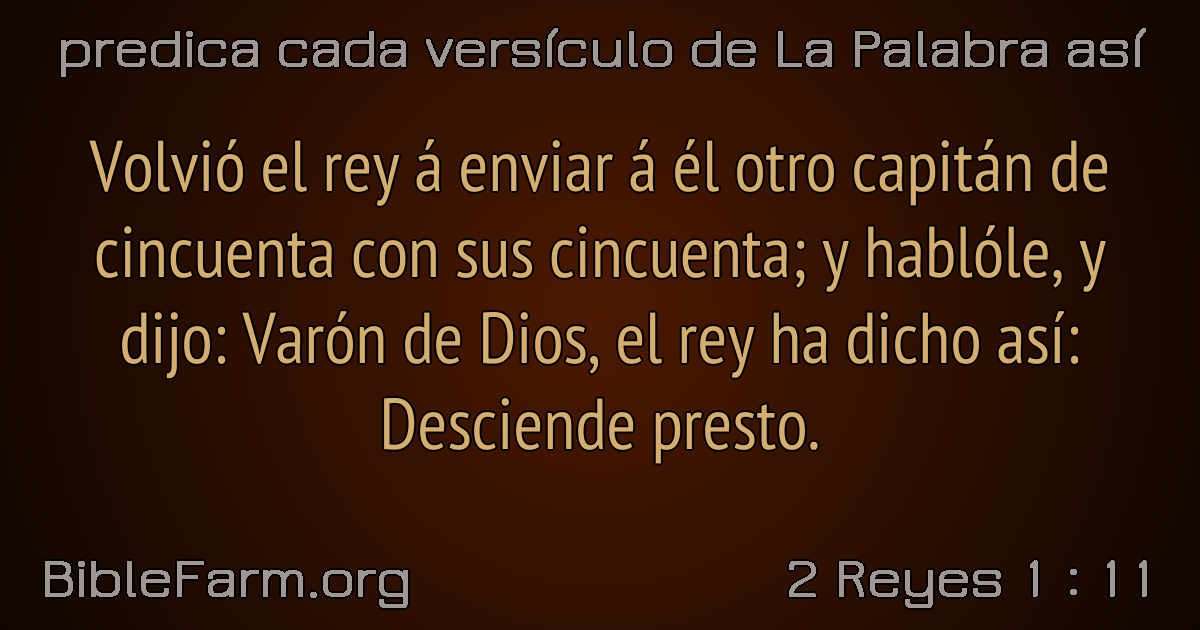 predica cada versículo de La Palabra así
Volvió el rey á enviar á él otro capitán de
cincuenta con sus cincuenta; y hablóle, y
dijo: Varón de Dios, el rey ha dicho así:
Desciende presto.
BibleFarm.org
2 Reyes 1 : 11